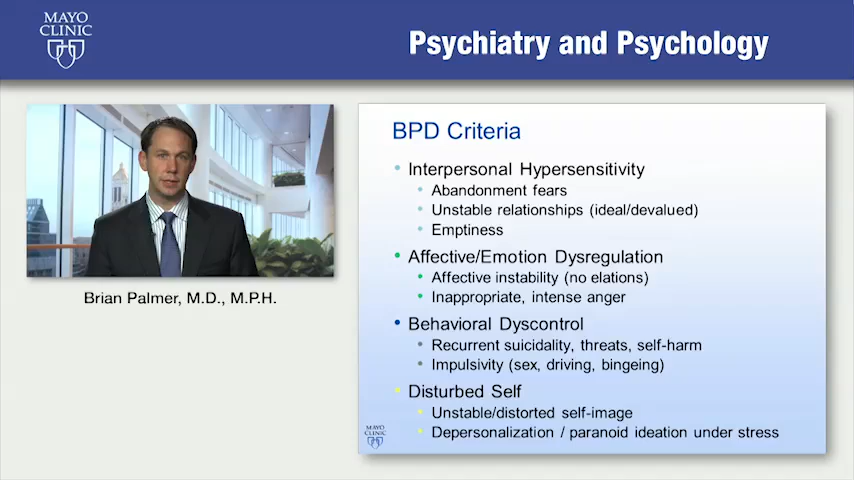 MAYO
CLINIC
Psychiatry and Psychology
Brian Palmer, M.D., M.P.H.
BPD Criteria
• Interpersonal Hypersensitivity
• Abandonment fears
• Unstable relationships (ideal/devalued)
• Emptiness
• Affective/Emotion Dysregulation
• Affective instability (no elations)
• Inappropriate, intense anger
• Behavioral Dyscontrol
• Recurrent suicidality, threats, self-harm
• Impulsivity (sex, driving, bingeing)
• Disturbed Self
• Unstable/distorted self-image
• Depersonalization / paranoid ideation under stress
MAYO
CLINIC